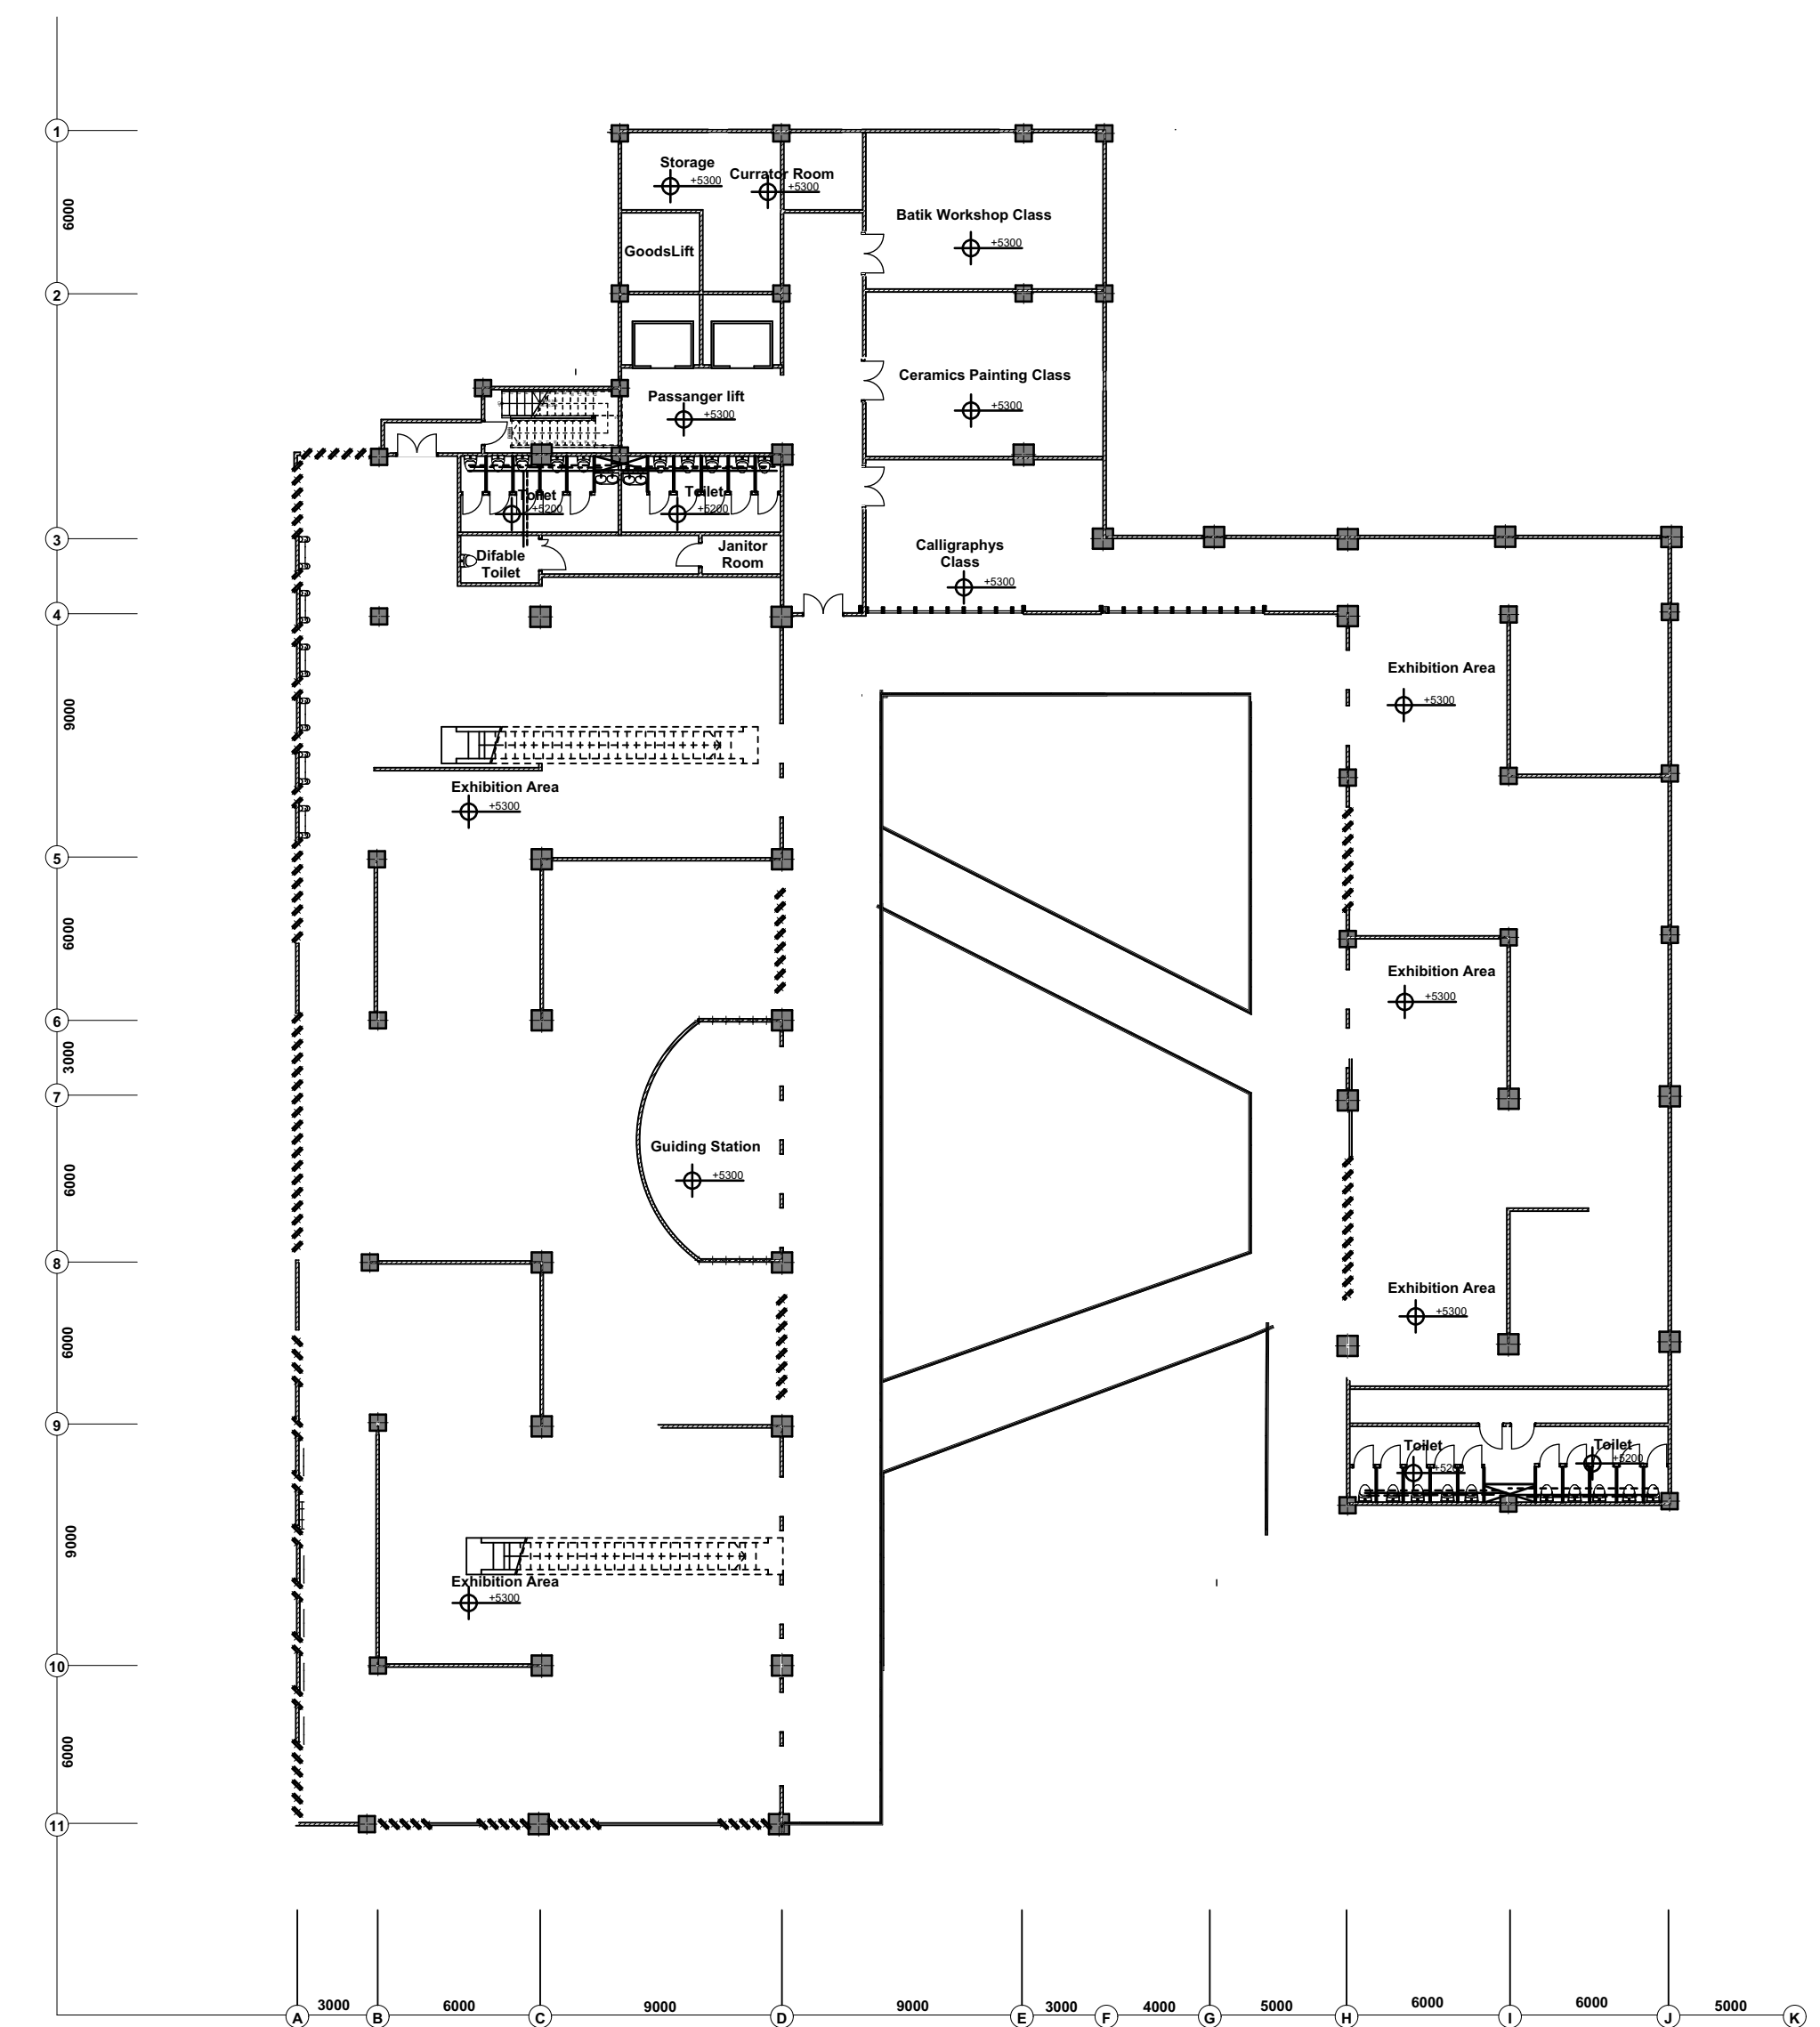 1
Storage
+5300
Currator Room
+5300
6000
Batik Workshop Class
+5300
GoodsLift
2
Ceramics Painting Class
+5300
Passanger lift
+5300
Toilet
+5200
Toilet
+5200
3
Difable
Toilet
Janitor
Room
Calligraphys
Class
+5300
4
Exhibition Area
+5300
9000
Exhibition Area
+5300
5
6000
Exhibition Area
+5300
6
3000
7
Guiding Station
+5300
6000
8
Exhibition Area
+5300
6000
9
Toilet
+5200
Toilet
+5200
9000
Exhibition Area
+5300
10
6000
11
A 3000 B 6000 C 9000 D 9000 E 3000 F 4000 G 5000 H 6000 I 6000 J 5000 K